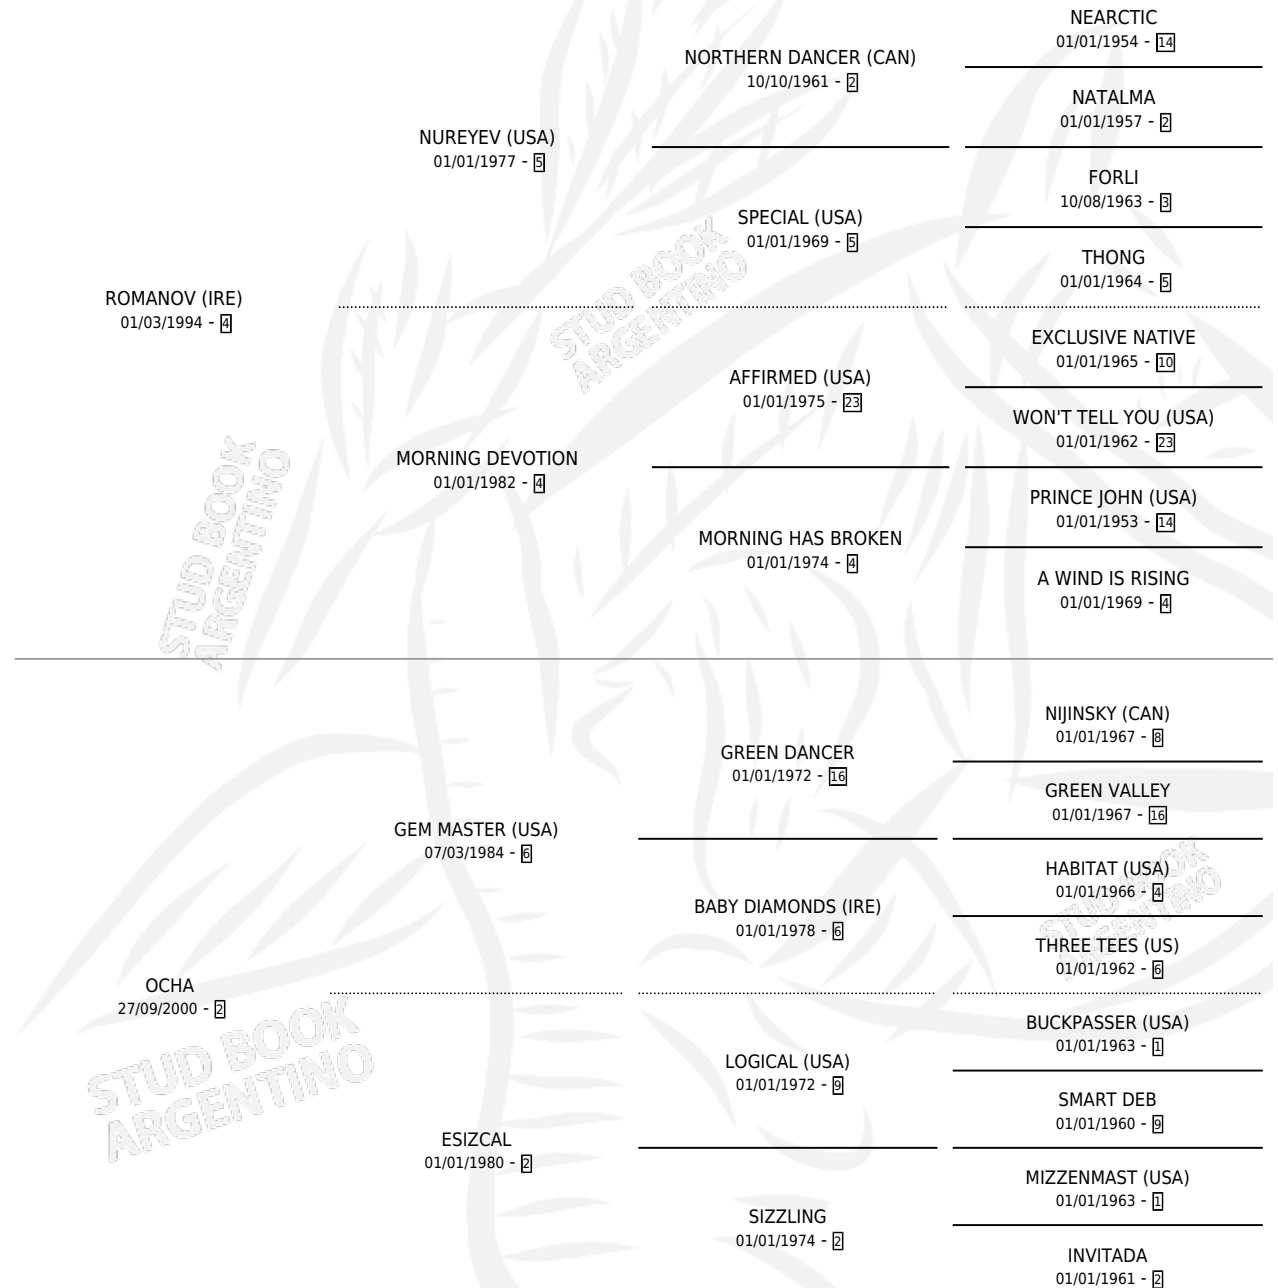 NEARCTIC
01/01/1954 - 14
NORTHERN DANCER (CAN)
10/10/1961 - 2
NATALMA
01/01/1957 - 2
NUREYEV (USA)
01/01/1977 - 5
FORLI
10/08/1963 - 3
SPECIAL (USA)
01/01/1969 - 5
THONG
01/01/1964 - 5
ROMANOV (IRE)
01/03/1994 - 4
EXCLUSIVE NATIVE
01/01/1965 - 10
AFFIRMED (USA)
01/01/1975 - 23
WON'T TELL YOU (USA)
01/01/1962 - 23
MORNING DEVOTION
01/01/1982 - 4
PRINCE JOHN (USA)
01/01/1953 - 14
MORNING HAS BROKEN
01/01/1974 - 4
A WIND IS RISING
01/01/1969 - 4
NIJINSKY (CAN)
01/01/1967 - 8
GREEN DANCER
01/01/1972 - 16
GREEN VALLEY
01/01/1967 - 16
GEM MASTER (USA)
07/03/1984 - 6
HABITAT (USA)
01/01/1966 - 4
BABY DIAMONDS (IRE)
01/01/1978 - 6
THREE TEES (US)
01/01/1962 - 6
OCHA
27/09/2000 - 2
BUCKPASSER (USA)
01/01/1963 - 1
LOGICAL (USA)
01/01/1972 - 9
SMART DEB
01/01/1960 - 9
ESIZCAL
01/01/1980 - 2
MIZZENMAST (USA)
01/01/1963 - 1
SIZZLING
01/01/1974 - 2
INVITADA
01/01/1961 - 2
STUD BOOK
ARGENTINO
STUD BOOK
ARGENTINO
STUD BOOK
ARGENTINO
STUD BOOK
ARGENTINO